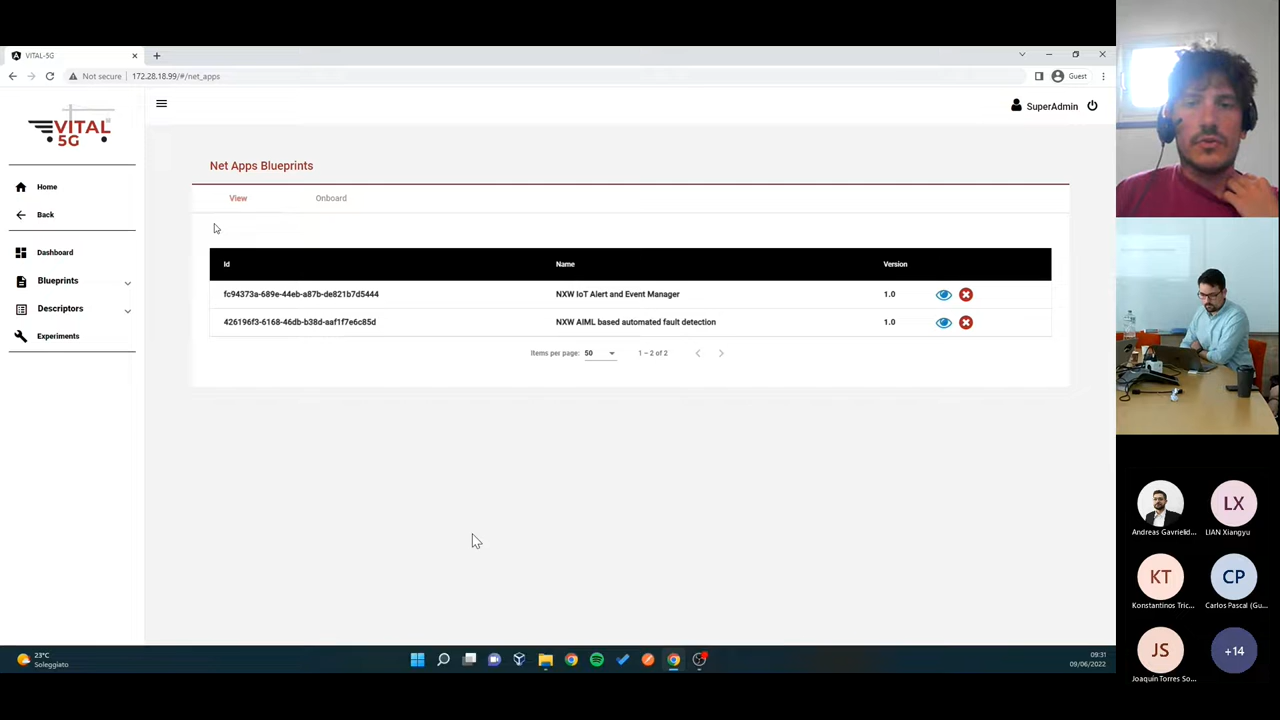 VITAL-5G
Not secure
172.28.18.99/#/net_apps
Guest
VITAL
5G
SuperAdmin
Home
Back
Dashboard
Blueprints
Descriptors
Experiments
Net Apps Blueprints
View
Onboard
Id
Name
Version
fc94373a-689e-44eb-a87b-de821b7d5444
NXW IoT Alert and Event Manager
1.0
426196f3-6168-46db-b38d-aaf1f7e6c85d
NXW AIML based automated fault detection
1.0
Items per page:
50
1 – 2 of 2
23°C
Soleggiato
09:31
09/06/2022
LX
Andreas Gavrielid...
LIAN Xiangyu
KT
CP
Konstantinos Tric...
Carlos Pascal (Gu...
JS
+14
Joaquín Torres So...